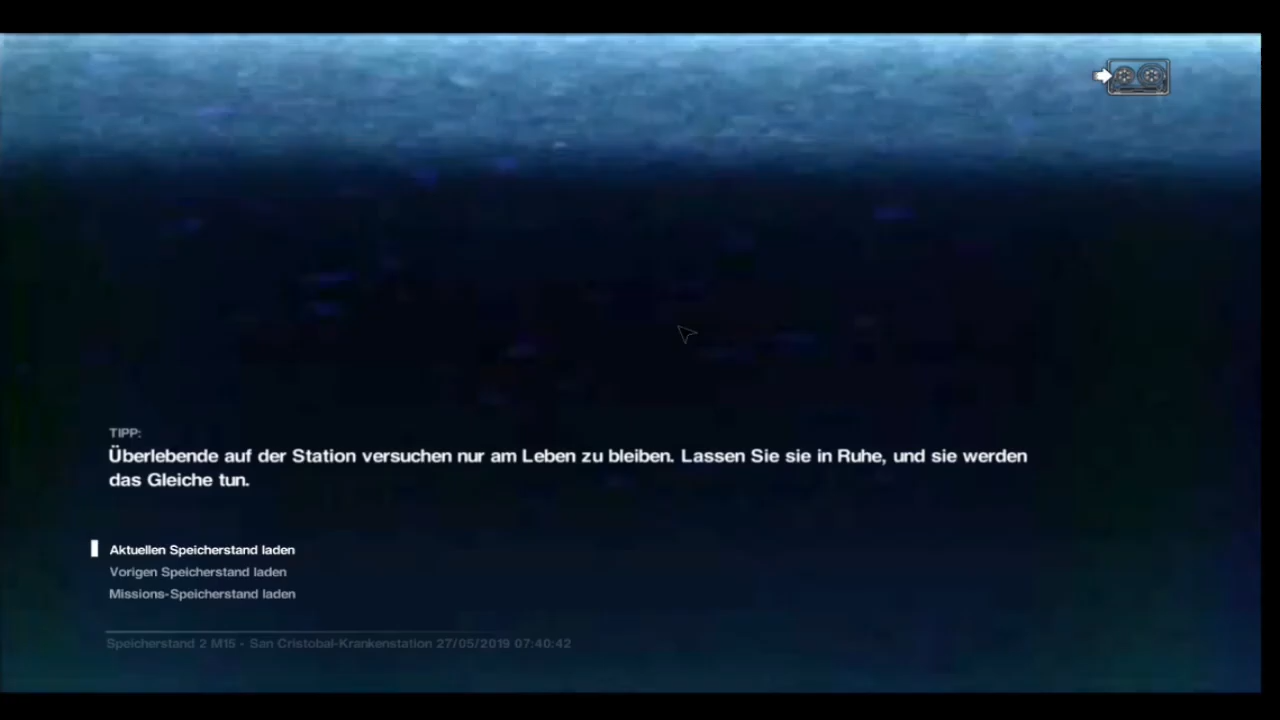 TIPP:
Überlebende auf der Station versuchen nur am Leben zu bleiben. Lassen Sie sie in Ruhe, und sie werden
das Gleiche tun.
Aktuellen Speicherstand laden
Vorigen Speicherstand laden
Missions-Speicherstand laden
Speicherstand 2 M15 - San Cristobal-Krankenstation 27/05/2019 07:40:42